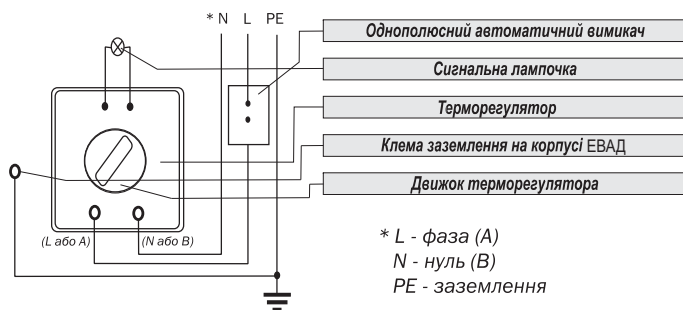 * N L PE
Однополюсний автоматичний вимикач
Сигнальна лампочка
Терморегулятор
Клема заземлення на корпусі ЕВАД
Движок терморегулятора
(L або A) (N або B)
* L - фаза (А)
N - нуль (В)
PE - заземлення